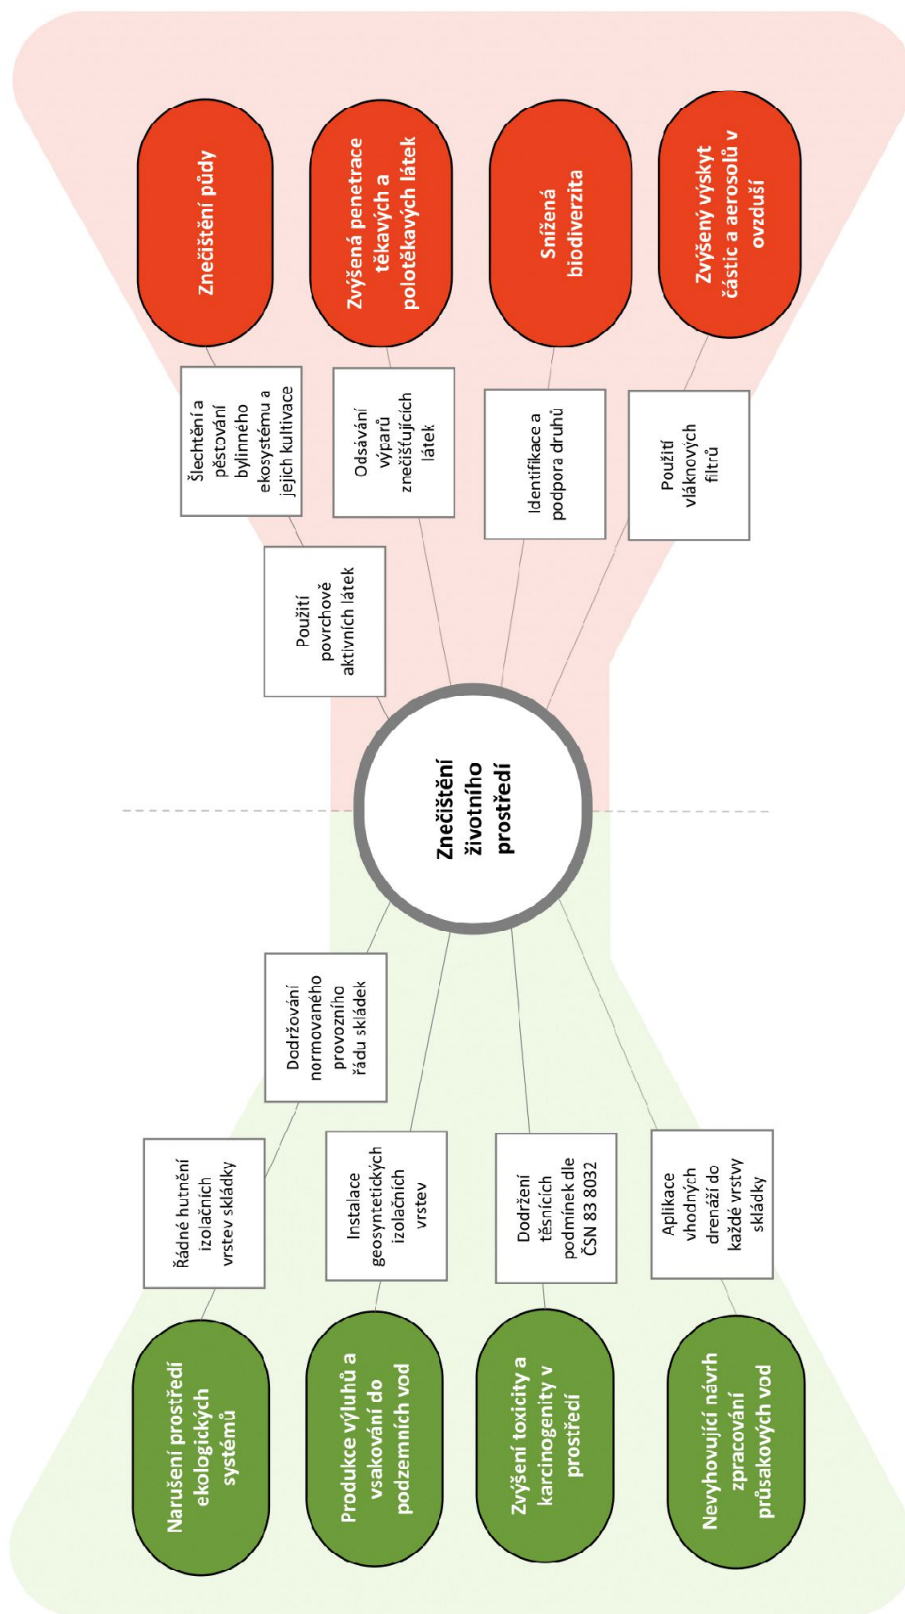 Narušení prostředí
ekologických
systémů
Produkce výluhů a
vsakování do
podzemních vod
Zvýšení toxicity a
karcinogenity v
prostředí
Nevyhovující návrh
zpracování
průsakových vod
Řádné hutnění
izolačních
vrstev skládky
Dodržování
normovaného
provozního
řádu skládek
Instalace
geosyntetických
izolačních
vrstev
Dodržení
těsnících
podmínek dle
ČSN 83 8032
Aplikace
vhodných
drenáží do
každé vrstvy
skládky
Znečištění
životního
prostředí
Použití
povrchově
aktivních látek
Šlechtění a
pěstování
bylinného
ekosystému a
jejich kultivace
Odsávání
výparů
znečišťujících
látek
Identifikace a
podpora druhů
Použití
vláknových
filtrů
Znečištění půdy
Zvýšená penetrace
těkavých a
polotěkavých látek
Snížená
biodiverzita
Zvýšený výskyt
částic a aerosolů v
ovzduší